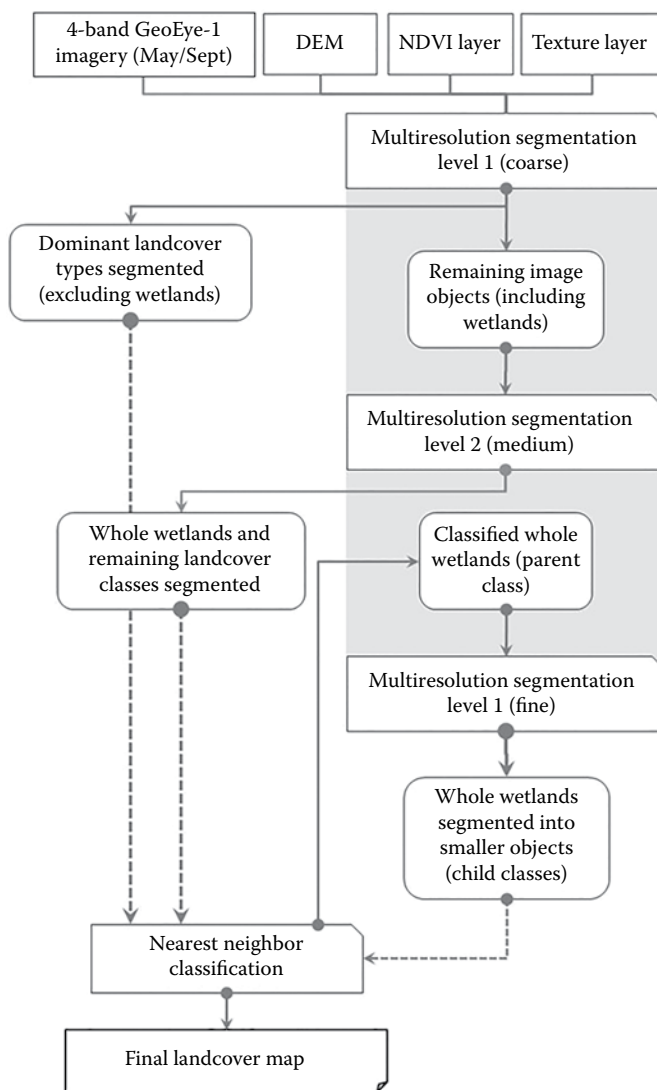 4-band GeoEye-1
imagery (May/Sept)
DEM
NDVI layer
Texture layer
Multiresolution segmentation
level 1 (coarse)
Dominant landcover
types segmented
(excluding wetlands)
Remaining image
objects (including
wetlands)
Multiresolution segmentation
level 2 (medium)
Whole wetlands and
remaining landcover
classes segmented
Classified whole
wetlands (parent
class)
Multiresolution segmentation
level 1 (fine)
Whole wetlands
segmented into
smaller objects
(child classes)
Nearest neighbor
classification
Final landcover map